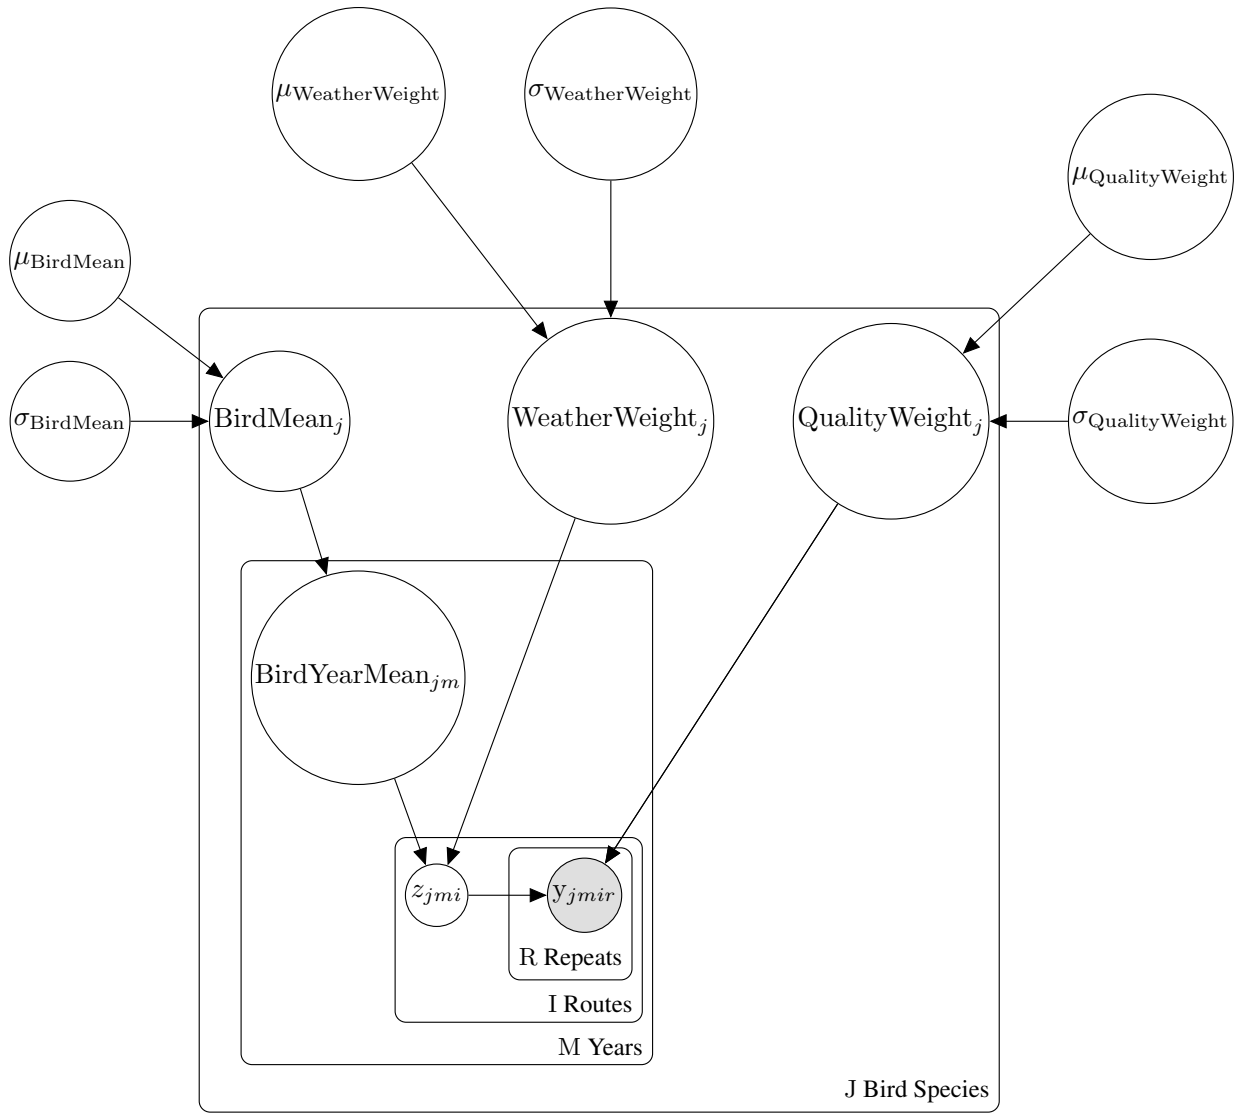 μWeatherWeight
σWeatherWeight
μQualityWeight
μBirdMean
σBirdMean
BirdMeanj
WeatherWeightj
QualityWeightj
σQualityWeight
BirdYearMeanjm
zjmi
yjmir
R Repeats
I Routes
M Years
J Bird Species